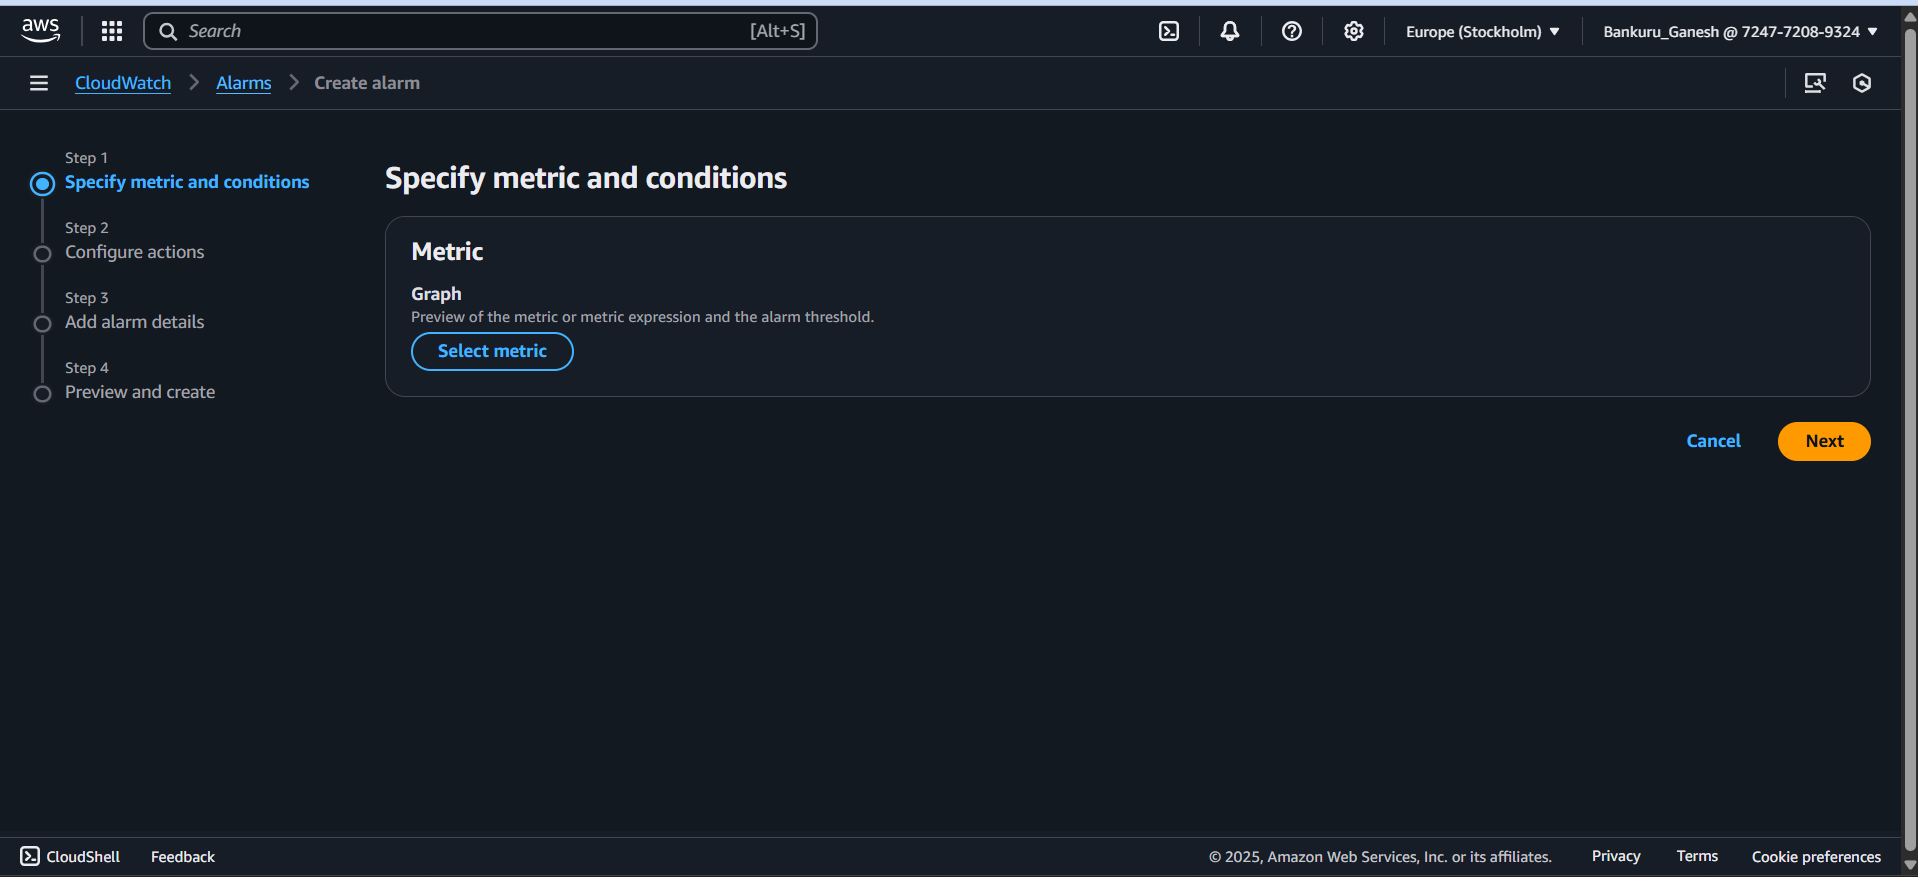 aws
Search [Alt+S]
Europe (Stockholm)
Bankuru_Ganesh @ 7247-7208-9324
CloudWatch > Alarms > Create alarm
Step 1
Specify metric and conditions
Step 2
Configure actions
Step 3
Add alarm details
Step 4
Preview and create
Specify metric and conditions
Metric
Graph
Preview of the metric or metric expression and the alarm threshold.
Select metric
Cancel
Next
CloudShell
Feedback
© 2025, Amazon Web Services, Inc. or its affiliates.
Privacy
Terms
Cookie preferences